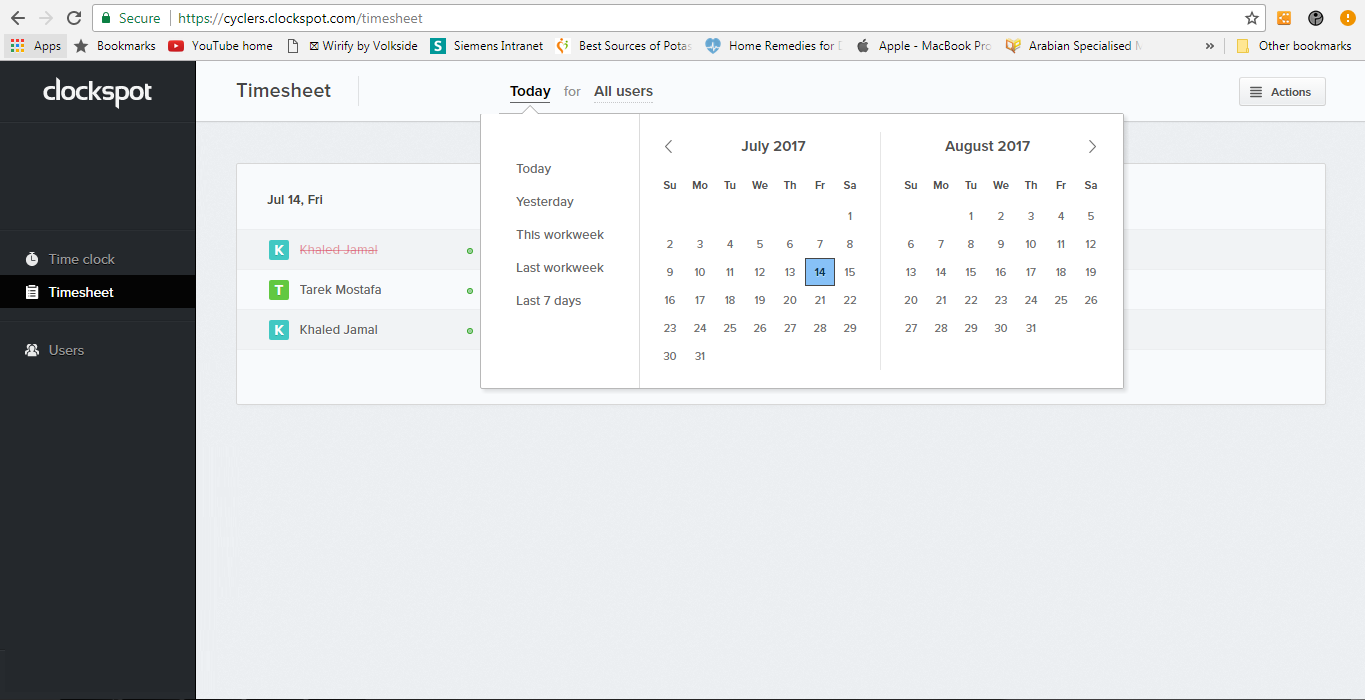 Secure https://cyclers.clockspot.com/timesheet
Apps Bookmarks YouTube home Wirify by Volkside Siemens Intranet Best Sources of Potas Home Remedies for Apple - MacBook Pro Arabian Specialised » Other bookmarks
clockspot
Time clock
Timesheet
Users
Timesheet
Today for All users
Actions
Jul 14, Fri
K Khaled Jamal
T Tarek Mostafa
K Khaled Jamal
Today
Yesterday
This workweek
Last workweek
Last 7 days
July 2017
Su Mo Tu We Th Fr Sa
1
2 3 4 5 6 7 8
9 10 11 12 13 14 15
16 17 18 19 20 21 22
23 24 25 26 27 28 29
30 31
August 2017
Su Mo Tu We Th Fr Sa
1 2 3 4 5
6 7 8 9 10 11 12
13 14 15 16 17 18 19
20 21 22 23 24 25 26
27 28 29 30 31